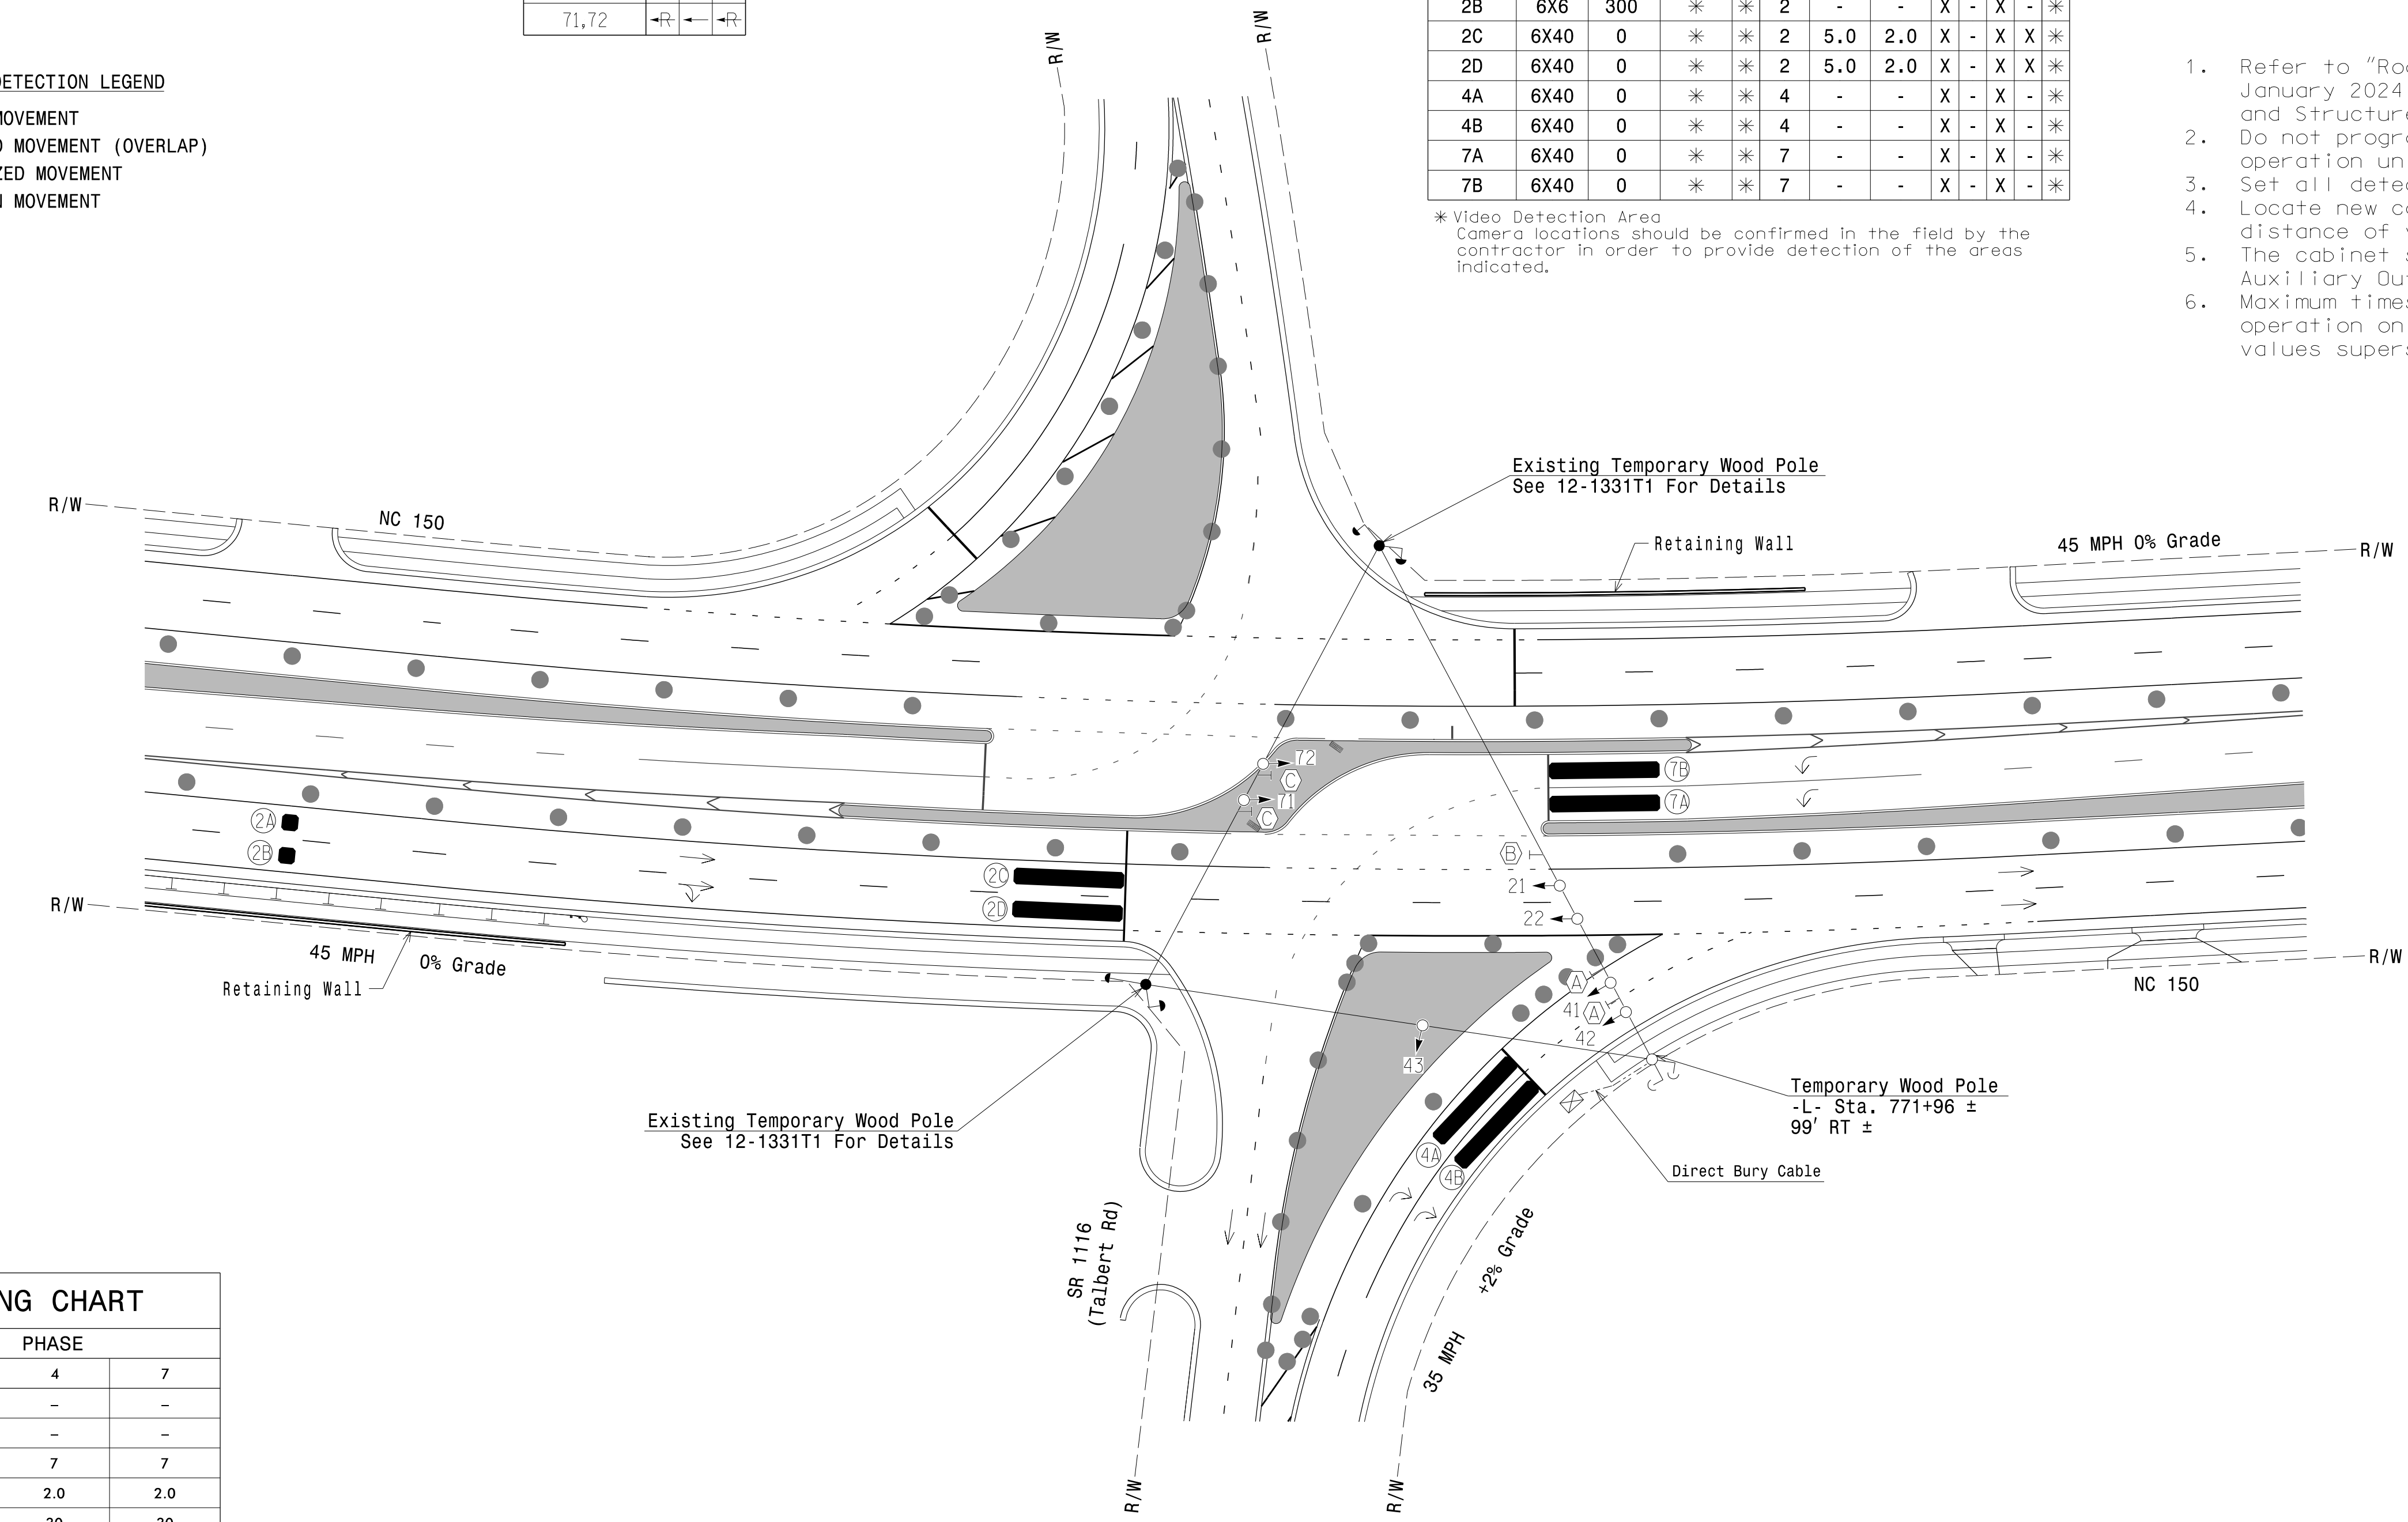 71,72 ◄R ← ◄R
DETECTION LEGEND
MOVEMENT
D MOVEMENT (OVERLAP)
ZED MOVEMENT
N MOVEMENT
R/W
R/W
2B 6X6 300 * * 2 - - X - X - *
2C 6X40 0 * * 2 5.0 2.0 X - X X *
2D 6X40 0 * * 2 5.0 2.0 X - X X *
4A 6X40 0 * * 4 - - X - X - *
4B 6X40 0 * * 4 - - X - X - *
7A 6X40 0 * * 7 - - X - X - *
7B 6X40 0 * * 7 - - X - X - *
* Video Detection Area
Camera locations should be confirmed in the field by the
contractor in order to provide detection of the areas
indicated.
1. Refer to "Roa
January 2024
and Structure
2. Do not progra
operation un
3. Set all detec
4. Locate new ca
distance of v
5. The cabinet s
Auxiliary Out
6. Maximum times
operation on
values supers
Existing Temporary Wood Pole
See 12-1331T1 For Details
R/W
NC 150
Retaining Wall
45 MPH 0% Grade
R/W
72
C
71
C
7B
7A
2A
2B
2C
2D
B
21
22
R/W
45 MPH 0% Grade
Retaining Wall
R/W
NC 150
A
41
A
42
43
Temporary Wood Pole
-L- Sta. 771+96 ±
99' RT ±
Existing Temporary Wood Pole
See 12-1331T1 For Details
4A
4B
Direct Bury Cable
SR 1116
(Talbert Rd)
+2% Grade
35 MPH
R/W
R/W
NG CHART
PHASE
4 7
- -
- -
7 7
2.0 2.0
30 30